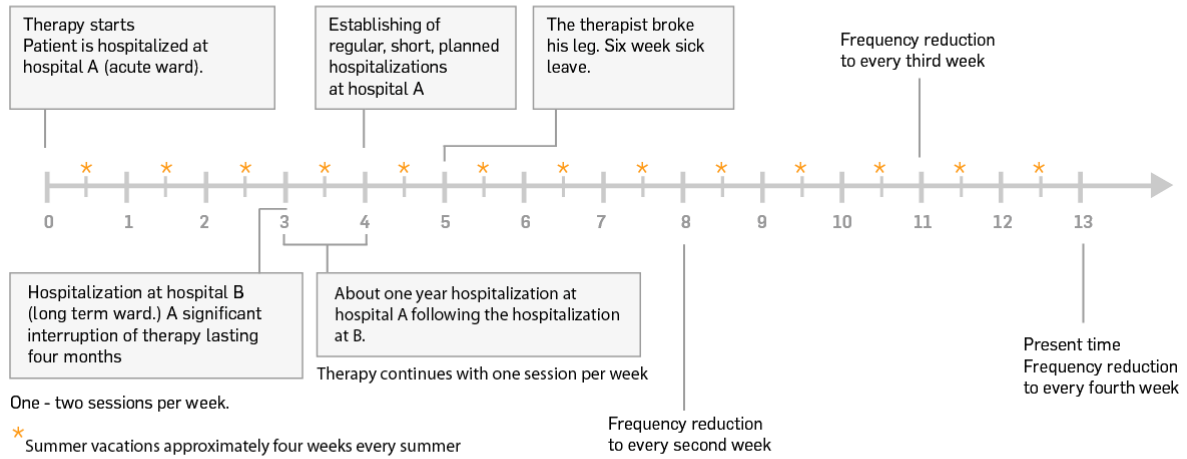 Therapy starts
Patient is hospitalized at
hospital A (acute ward).
Establishing of
regular, short, planned
hospitalizations
at hospital A
The therapist broke
his leg. Six week sick
leave.
Frequency reduction
to every third week
* * * * * * * * * * * * *
0 1 2 3 4 5 6 7 8 9 10 11 12 13
Hospitalization at hospital B
(long term ward.) A significant
interruption of therapy lasting
four months
About one year hospitalization at
hospital A following the hospitalization
at B.
Therapy continues with one session per week
Present time
Frequency reduction
to every fourth week
One - two sessions per week.
Frequency reduction
to every second week
*Summer vacations approximately four weeks every summer